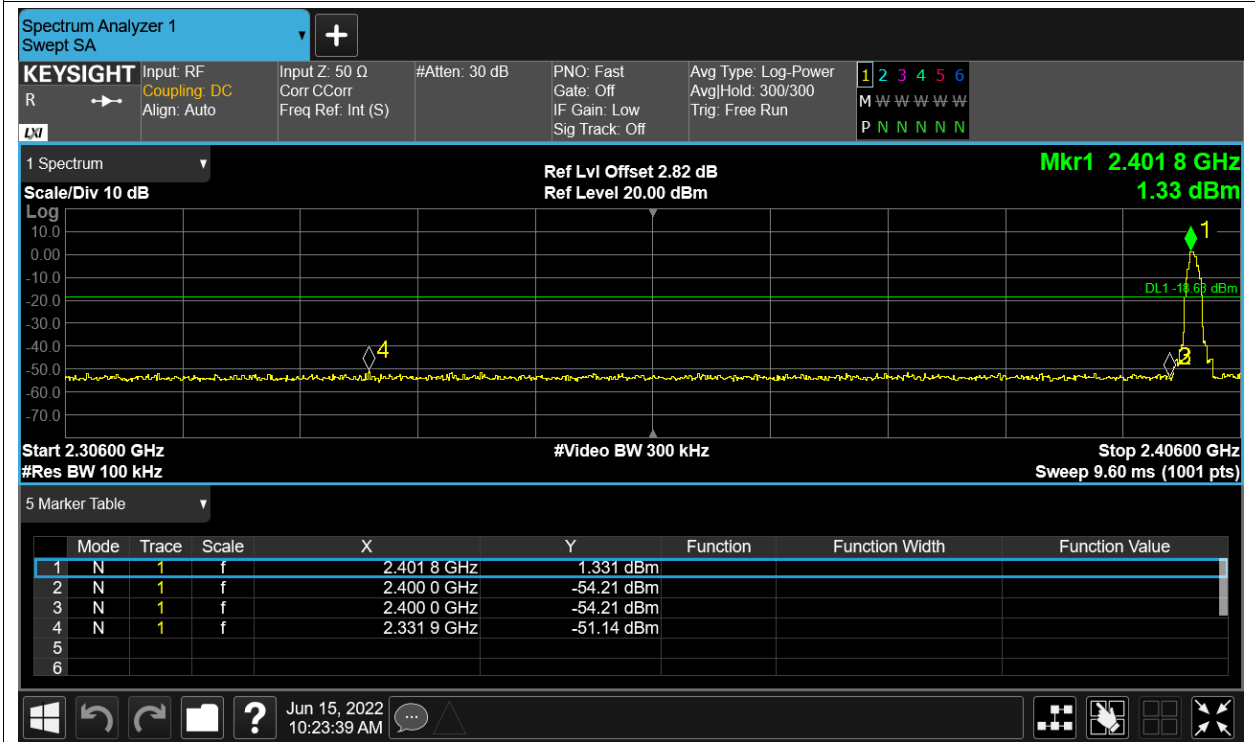 Spectrum Analyzer 1
Swept SA
KEYSIGHT
R
LXI
Input: RF
Coupling: DC
Align: Auto
Input Z: 50 Ω
Corr CCorr
Freq Ref: Int (S)
#Atten: 30 dB
PNO: Fast
Gate: Off
IF Gain: Low
Sig Track: Off
Avg Type: Log-Power
Avg|Hold: 300/300
Trig: Free Run
1 2 3 4 5 6
M W W W W W
P N N N N N
1 Spectrum
Scale/Div 10 dB
Ref Lvl Offset 2.82 dB
Ref Level 20.00 dBm
Mkr1 2.401 8 GHz
1.33 dBm
Log
10.0
0.00
-10.0
-20.0
-30.0
-40.0
-50.0
-60.0
-70.0
1
DL1 -18.63 dBm
4
2
Start 2.30600 GHz
#Res BW 100 kHz
#Video BW 300 kHz
Stop 2.40600 GHz
Sweep 9.60 ms (1001 pts)
5 Marker Table
Mode Trace Scale X Y Function Function Width Function Value
1 N 1 f 2.401 8 GHz 1.331 dBm
2 N 1 f 2.400 0 GHz -54.21 dBm
3 N 1 f 2.400 0 GHz -54.21 dBm
4 N 1 f 2.331 9 GHz -51.14 dBm
5
6
?
Jun 15, 2022
10:23:39 AM